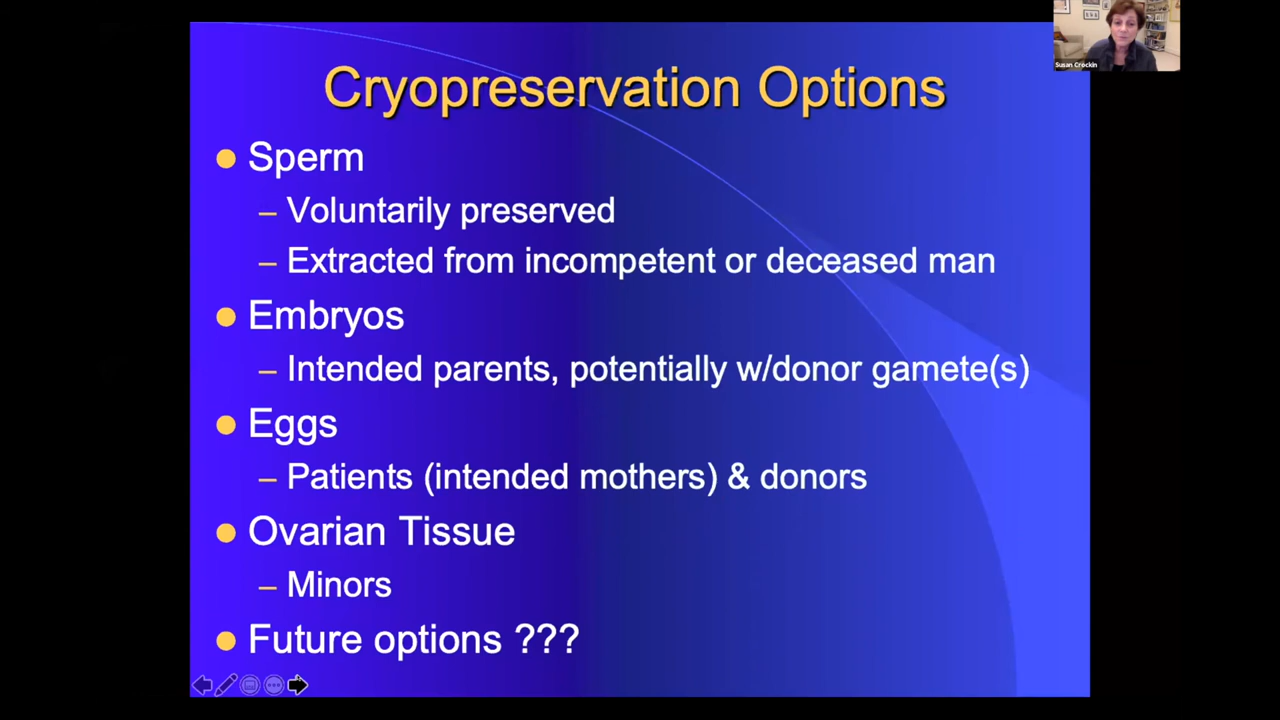 Cryopreservation Options
Susan Crockin
Sperm
– Voluntarily preserved
– Extracted from incompetent or deceased man
Embryos
– Intended parents, potentially w/donor gamete(s)
Eggs
– Patients (intended mothers) & donors
Ovarian Tissue
– Minors
Future options ???